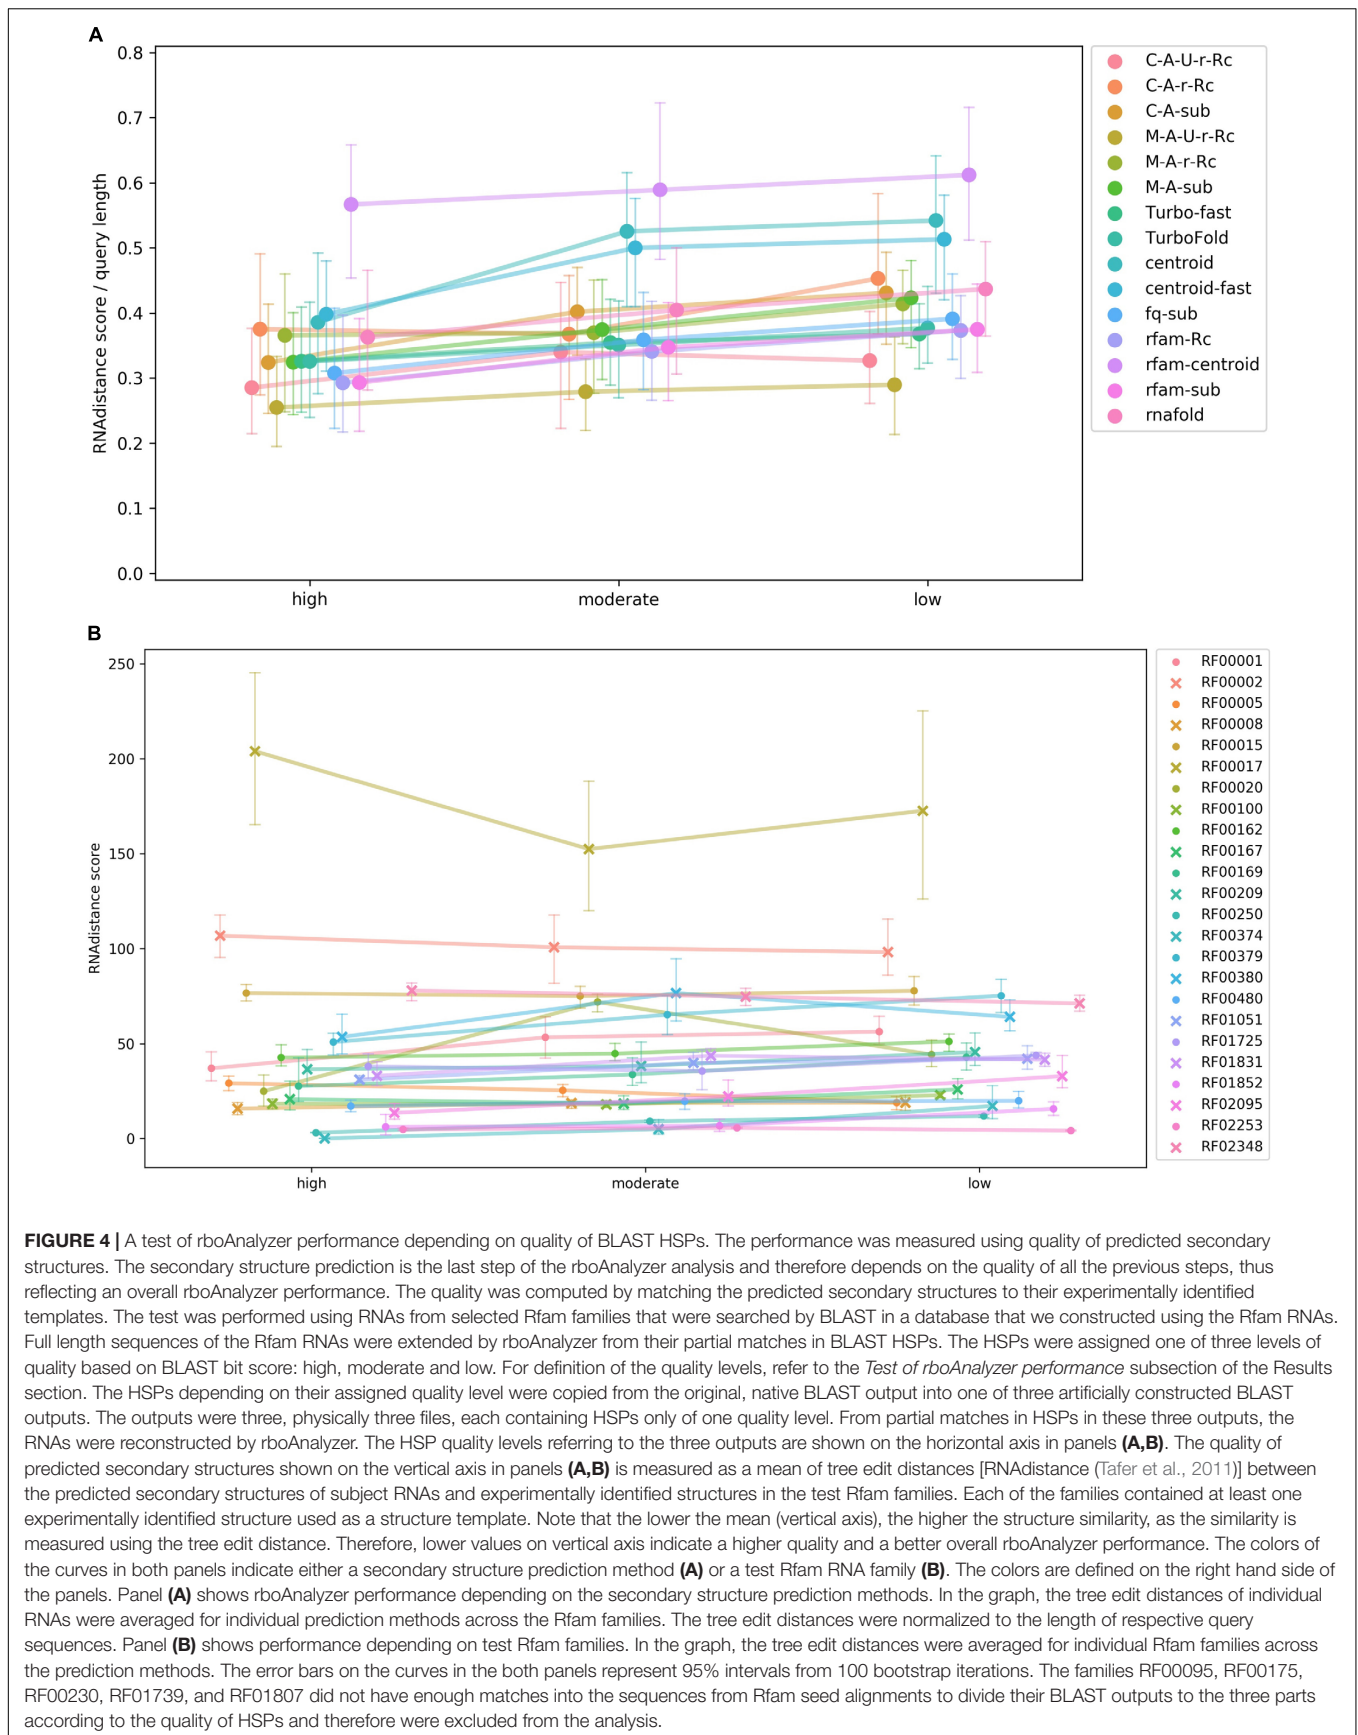 A
0.8
0.7
0.6
0.5
0.4
0.3
0.2
0.1
0.0
RNAdistance score / query length
high moderate low
C-A-U-r-Rc
C-A-r-Rc
C-A-sub
M-A-U-r-Rc
M-A-r-Rc
M-A-sub
Turbo-fast
TurboFold
centroid
centroid-fast
fq-sub
rfam-Rc
rfam-centroid
rfam-sub
rnafold
B
250
200
150
100
50
0
RNAdistance score
high moderate low
RF00001
RF00002
RF00005
RF00008
RF00015
RF00017
RF00020
RF00100
RF00162
RF00167
RF00169
RF00209
RF00250
RF00374
RF00379
RF00380
RF00480
RF01051
RF01725
RF01831
RF01852
RF02095
RF02253
RF02348
FIGURE 4 | A test of rboAnalyzer performance depending on quality of BLAST HSPs. The performance was measured using quality of predicted secondary
structures. The secondary structure prediction is the last step of the rboAnalyzer analysis and therefore depends on the quality of all the previous steps, thus
reflecting an overall rboAnalyzer performance. The quality was computed by matching the predicted secondary structures to their experimentally identified
templates. The test was performed using RNAs from selected Rfam families that were searched by BLAST in a database that we constructed using the Rfam RNAs.
Full length sequences of the Rfam RNAs were extended by rboAnalyzer from their partial matches in BLAST HSPs. The HSPs were assigned one of three levels of
quality based on BLAST bit score: high, moderate and low. For definition of the quality levels, refer to the Test of rboAnalyzer performance subsection of the Results
section. The HSPs depending on their assigned quality level were copied from the original, native BLAST output into one of three artificially constructed BLAST
outputs. The outputs were three, physically three files, each containing HSPs only of one quality level. From partial matches in HSPs in these three outputs, the
RNAs were reconstructed by rboAnalyzer. The HSP quality levels referring to the three outputs are shown on the horizontal axis in panels (A,B). The quality of
predicted secondary structures shown on the vertical axis in panels (A,B) is measured as a mean of tree edit distances [RNAdistance (Tafer et al., 2011)] between
the predicted secondary structures of subject RNAs and experimentally identified structures in the test Rfam families. Each of the families contained at least one
experimentally identified structure used as a structure template. Note that the lower the mean (vertical axis), the higher the structure similarity, as the similarity is
measured using the tree edit distance. Therefore, lower values on vertical axis indicate a higher quality and a better overall rboAnalyzer performance. The colors of
the curves in both panels indicate either a secondary structure prediction method (A) or a test Rfam RNA family (B). The colors are defined on the right hand side of
the panels. Panel (A) shows rboAnalyzer performance depending on the secondary structure prediction methods. In the graph, the tree edit distances of individual
RNAs were averaged for individual prediction methods across the Rfam families. The tree edit distances were normalized to the length of respective query
sequences. Panel (B) shows performance depending on test Rfam families. In the graph, the tree edit distances were averaged for individual Rfam families across
the prediction methods. The error bars on the curves in the both panels represent 95% intervals from 100 bootstrap iterations. The families RF00095, RF00175,
RF00230, RF01739, and RF01807 did not have enough matches into the sequences from Rfam seed alignments to divide their BLAST outputs to the three parts
according to the quality of HSPs and therefore were excluded from the analysis.